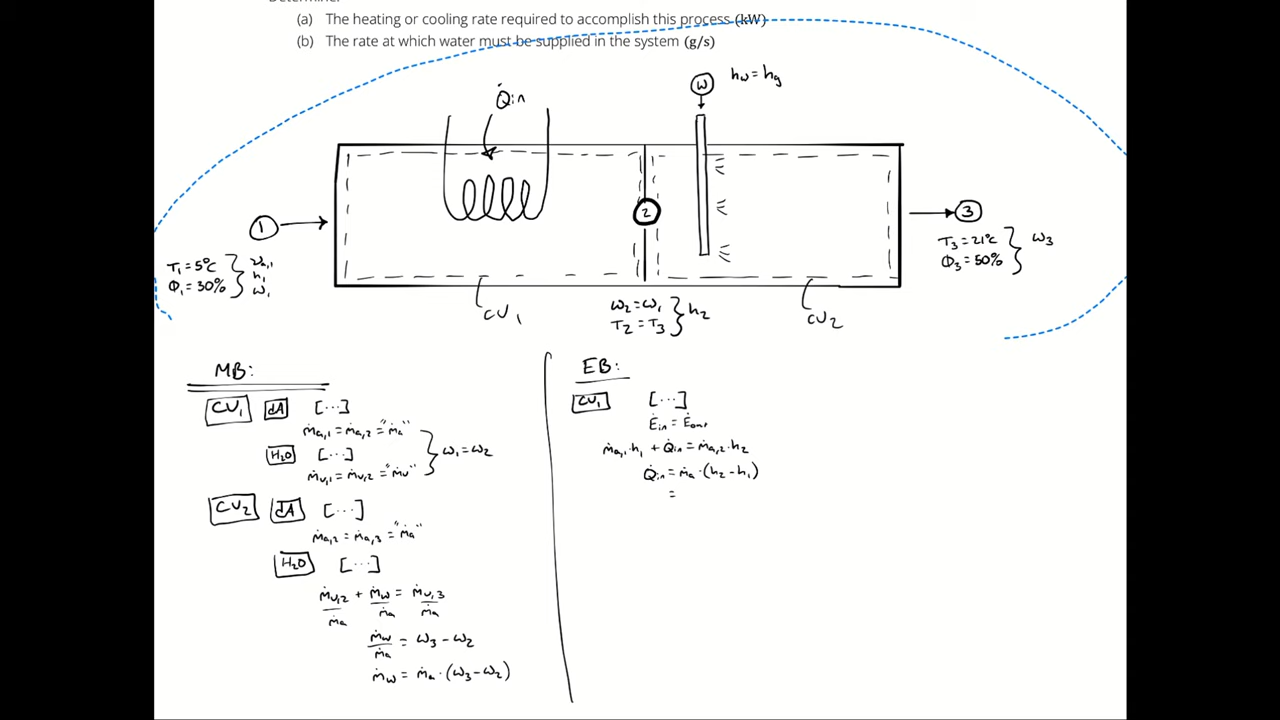 Determine:
(a) The heating or cooling rate required to accomplish this process (kW)
(b) The rate at which water must be supplied in the system (g/s)
Q̇in
W
hw = hg
1
2
3
T1 = 5°C
Φ1 = 30%
va,1
h1
ω1
T3 = 21°C
Φ3 = 50%
ω3
ω2 = ω1
T2 = T3
h2
CV1
CV2
MB:
CV1 dA [...]
ṁa,1 = ṁa,2 = "ṁa"
H2O [...]
ṁv,1 = ṁv,2 = "ṁv"
ω1 = ω2
CV2 dA [...]
ṁa,2 = ṁa,3 = "ṁa"
H2O [...]
ṁv,2/ṁa + ṁw/ṁa = ṁv,3/ṁa
ṁw/ṁa = ω3 - ω2
ṁw = ṁa · (ω3 - ω2)
EB:
CV1 [...]
Ėin = Ėout
ṁa,1 · h1 + Q̇in = ṁa,2 · h2
Q̇in = ṁa · (h2 - h1)
=